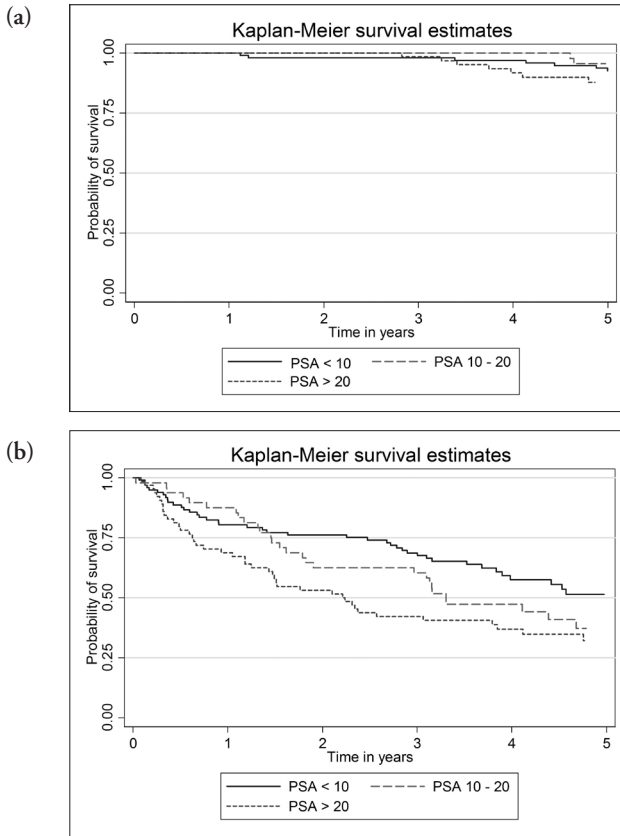 (a)
Kaplan-Meier survival estimates
Probability of survival
1.00
0.75
0.50
0.25
0.00
0 1 2 3 4 5
Time in years
PSA < 10 PSA 10 - 20
PSA > 20
(b)
Kaplan-Meier survival estimates
Probability of survival
1.00
0.75
0.50
0.25
0.00
0 1 2 3 4 5
Time in years
PSA < 10 PSA 10 - 20
PSA > 20